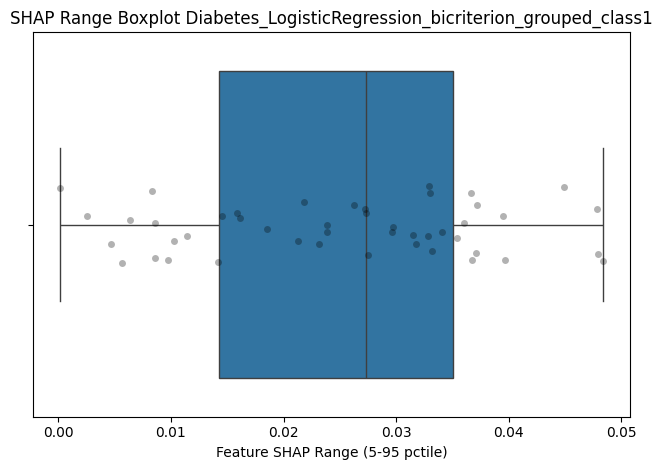 SHAP Range Boxplot Diabetes_LogisticRegression_bicriterion_grouped_class1
0.00 0.01 0.02 0.03 0.04 0.05
Feature SHAP Range (5-95 pctile)